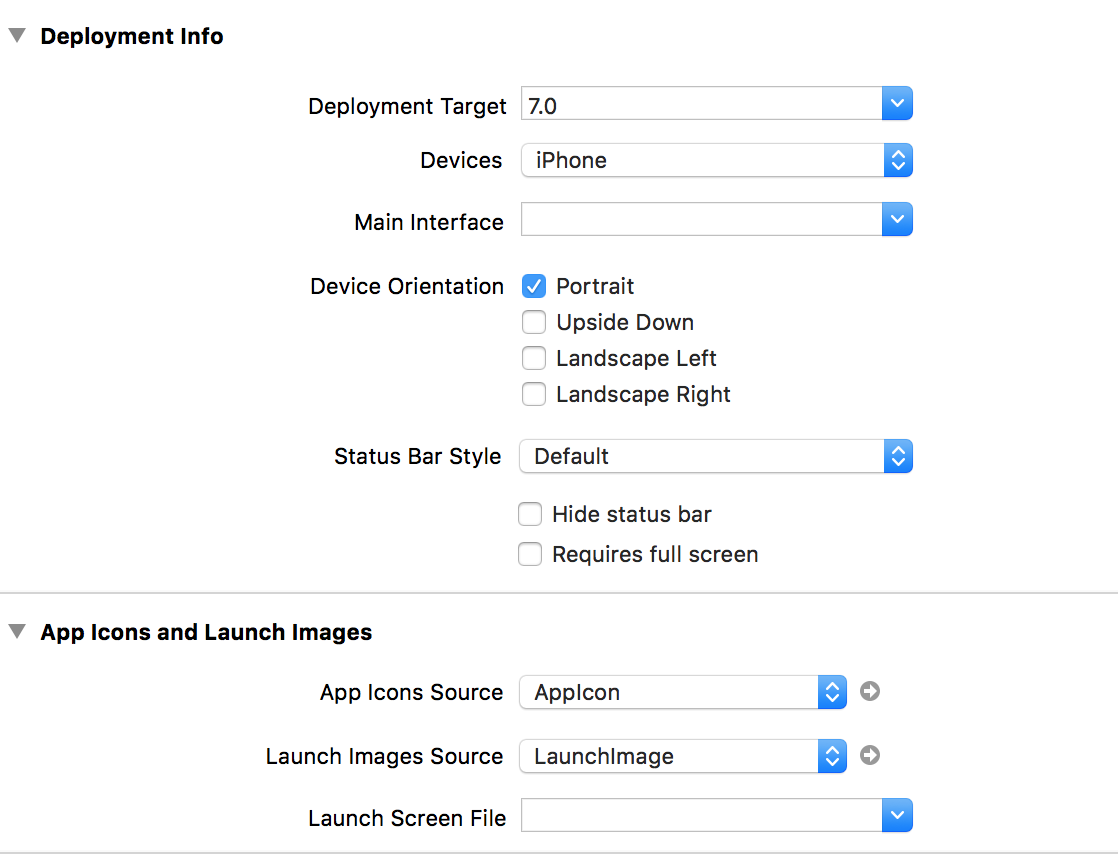 Deployment Info
Deployment Target 7.0
Devices iPhone
Main Interface
Device Orientation Portrait
Upside Down
Landscape Left
Landscape Right
Status Bar Style Default
Hide status bar
Requires full screen
App Icons and Launch Images
App Icons Source AppIcon
Launch Images Source LaunchImage
Launch Screen File